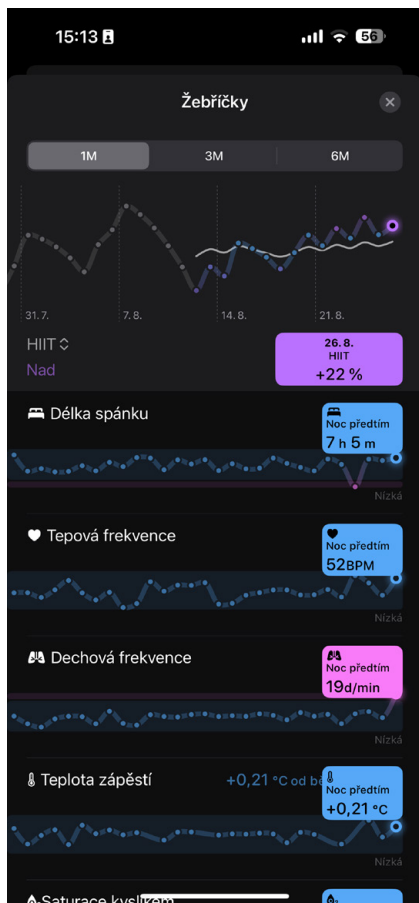 15:13
56
Žebříčky
1M 3M 6M
31.7. 7.8. 14.8. 21.8.
HIIT
Nad
26.8.
HIIT
+22 %
Délka spánku
Noc předtím
7 h 5 m
Nízká
Tepová frekvence
Noc předtím
52BPM
Nízká
Dechová frekvence
Noc předtím
19d/min
Nízká
Teplota zápěstí
+0,21 °C od bě
Noc předtím
+0,21 °C
Nízká
Saturace kyslíkem